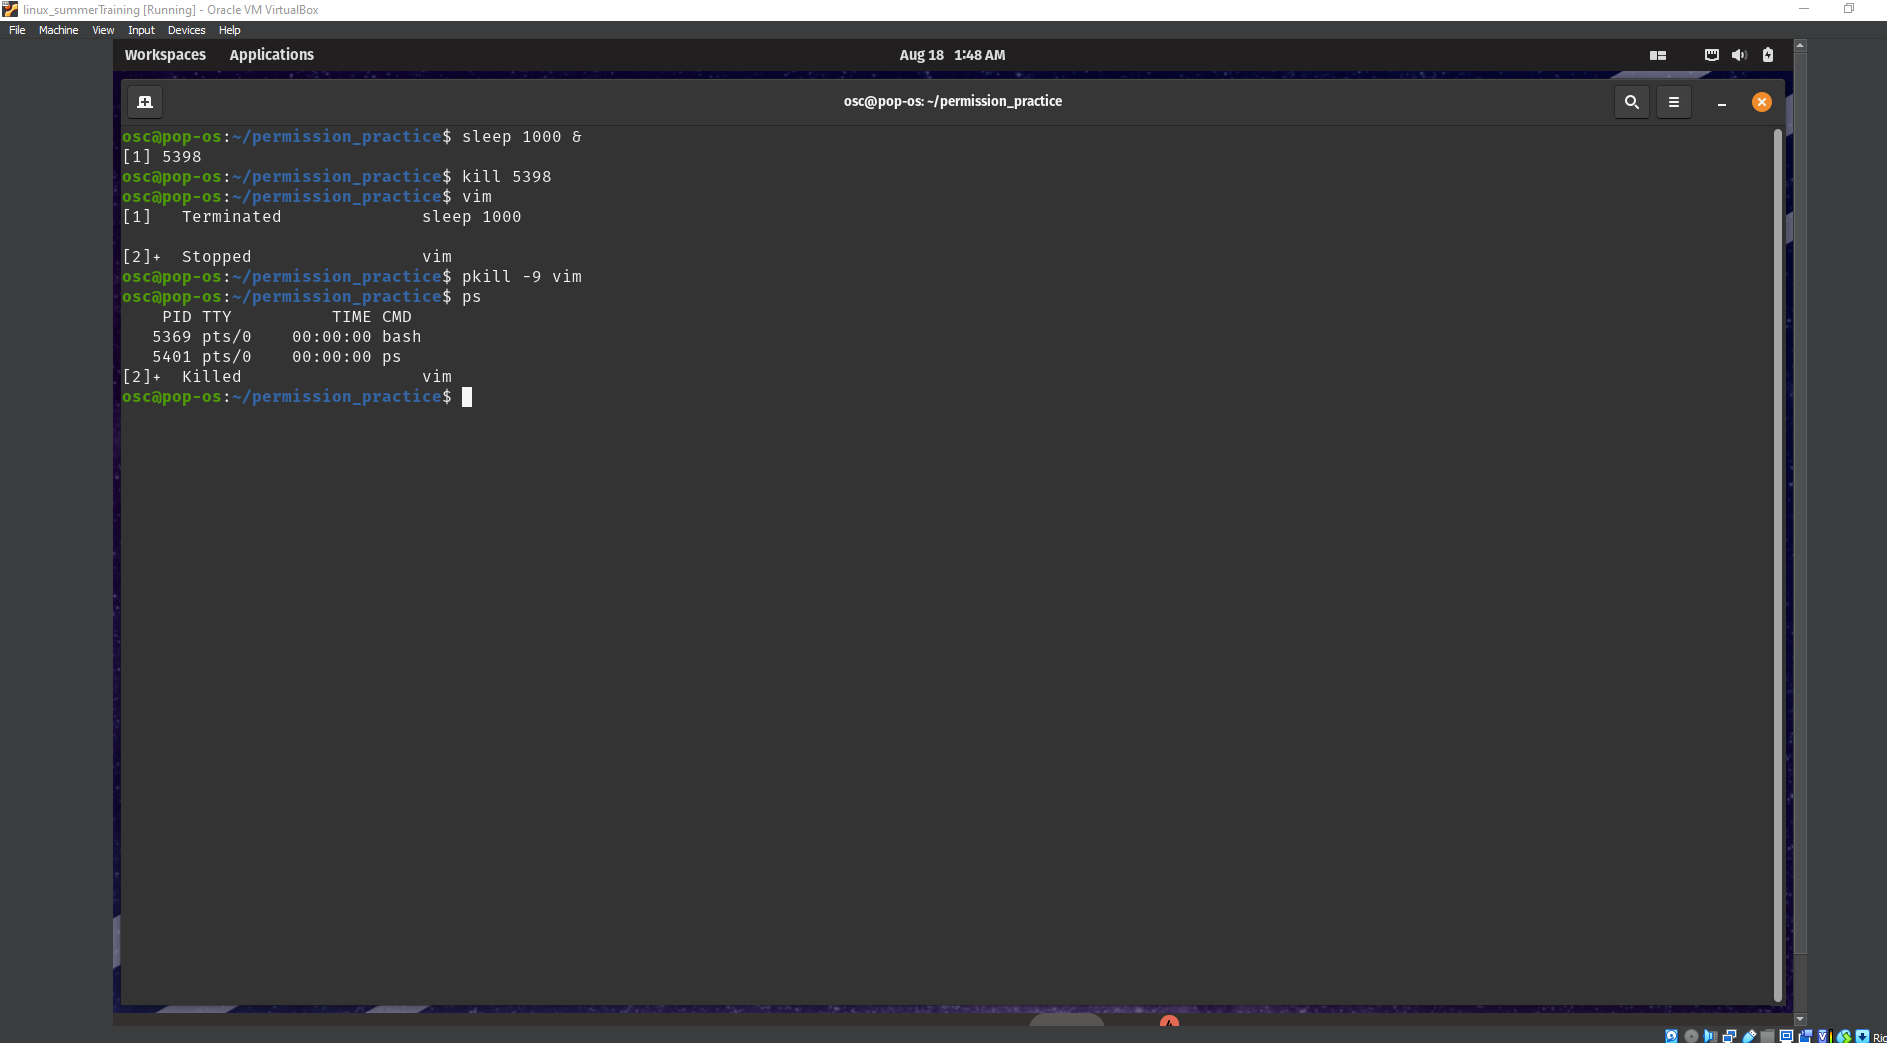 linux_summerTraining [Running] - Oracle VM VirtualBox
File Machine View Input Devices Help
Workspaces Applications Aug 18 1:48 AM
osc@pop-os: ~/permission_practice
osc@pop-os:~/permission_practice$ sleep 1000 &
[1] 5398
osc@pop-os:~/permission_practice$ kill 5398
osc@pop-os:~/permission_practice$ vim
[1]   Terminated              sleep 1000
[2]+  Stopped                 vim
osc@pop-os:~/permission_practice$ pkill -9 vim
osc@pop-os:~/permission_practice$ ps
    PID TTY          TIME CMD
   5369 pts/0    00:00:00 bash
   5401 pts/0    00:00:00 ps
[2]+  Killed                  vim
osc@pop-os:~/permission_practice$